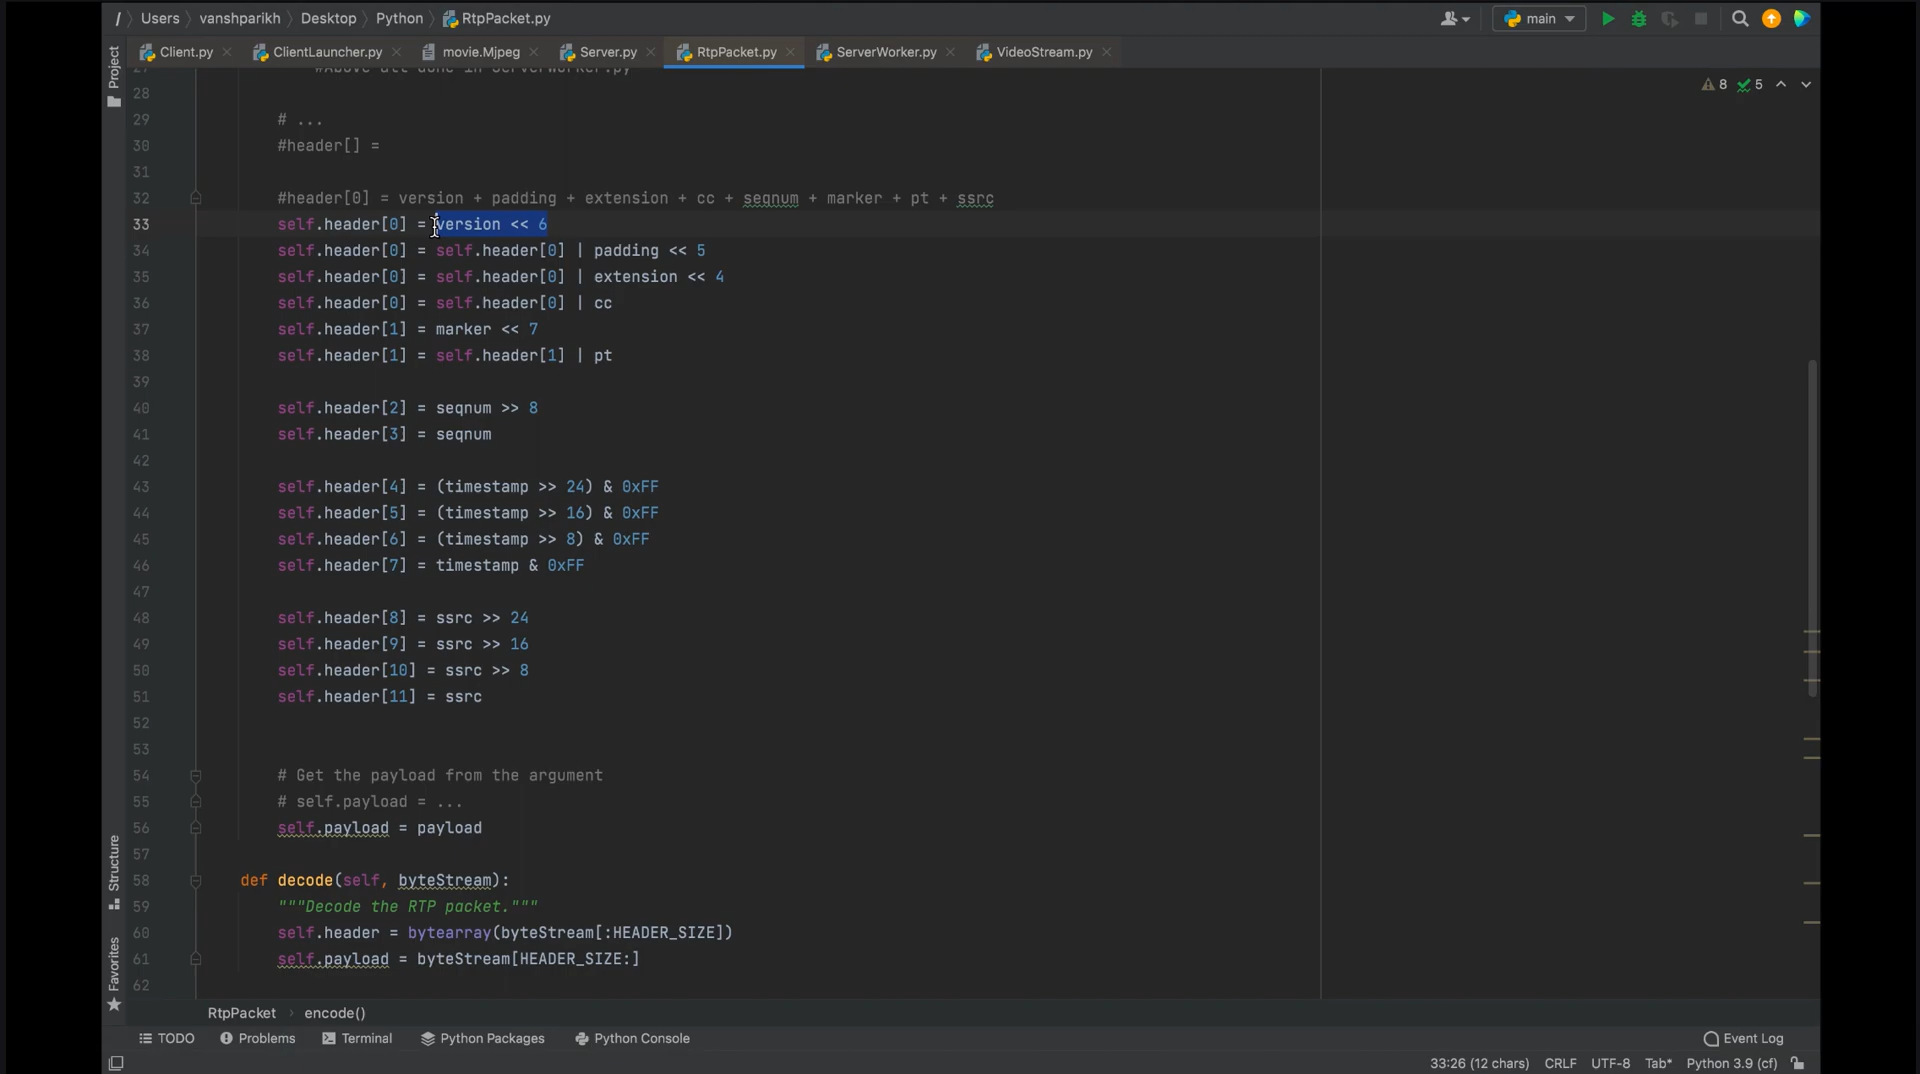 / Users vanshparikh Desktop Python RtpPacket.py main
Client.py ClientLauncher.py movie.Mjpeg Server.py RtpPacket.py ServerWorker.py VideoStream.py
Project
8 5
27 #Above all done in ServerWorker.py
28
29 # ...
30 #header[] =
31
32 #header[0] = version + padding + extension + cc + seqnum + marker + pt + ssrc
33 self.header[0] = version << 6
34 self.header[0] = self.header[0] | padding << 5
35 self.header[0] = self.header[0] | extension << 4
36 self.header[0] = self.header[0] | cc
37 self.header[1] = marker << 7
38 self.header[1] = self.header[1] | pt
39
40 self.header[2] = seqnum >> 8
41 self.header[3] = seqnum
42
43 self.header[4] = (timestamp >> 24) & 0xFF
44 self.header[5] = (timestamp >> 16) & 0xFF
45 self.header[6] = (timestamp >> 8) & 0xFF
46 self.header[7] = timestamp & 0xFF
47
48 self.header[8] = ssrc >> 24
49 self.header[9] = ssrc >> 16
50 self.header[10] = ssrc >> 8
51 self.header[11] = ssrc
52
53
54 # Get the payload from the argument
55 # self.payload = ...
56 self.payload = payload
57
58 def decode(self, byteStream):
59 """Decode the RTP packet."""
60 self.header = bytearray(byteStream[:HEADER_SIZE])
61 self.payload = byteStream[HEADER_SIZE:]
62
Structure
Favorites
RtpPacket encode()
TODO Problems Terminal Python Packages Python Console Event Log
33:26 (12 chars) CRLF UTF-8 Tab* Python 3.9 (cf)